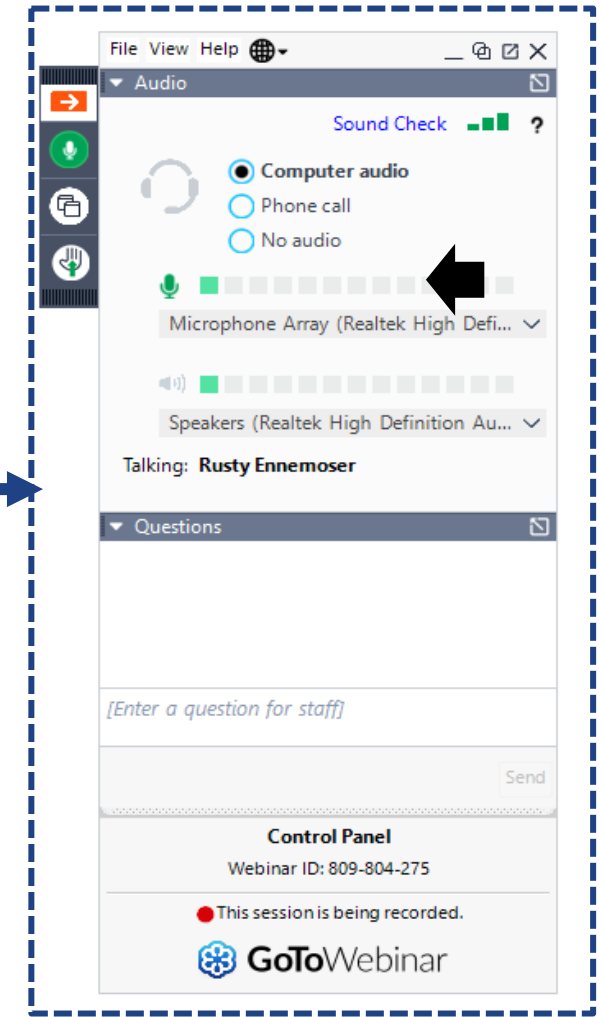 File View Help
Audio
Sound Check ?
Computer audio
Phone call
No audio
Microphone Array (Realtek High Defi...
Speakers (Realtek High Definition Au...
Talking: Rusty Ennemoser
Questions
[Enter a question for staff]
Send
Control Panel
Webinar ID: 809-804-275
This session is being recorded.
GoToWebinar